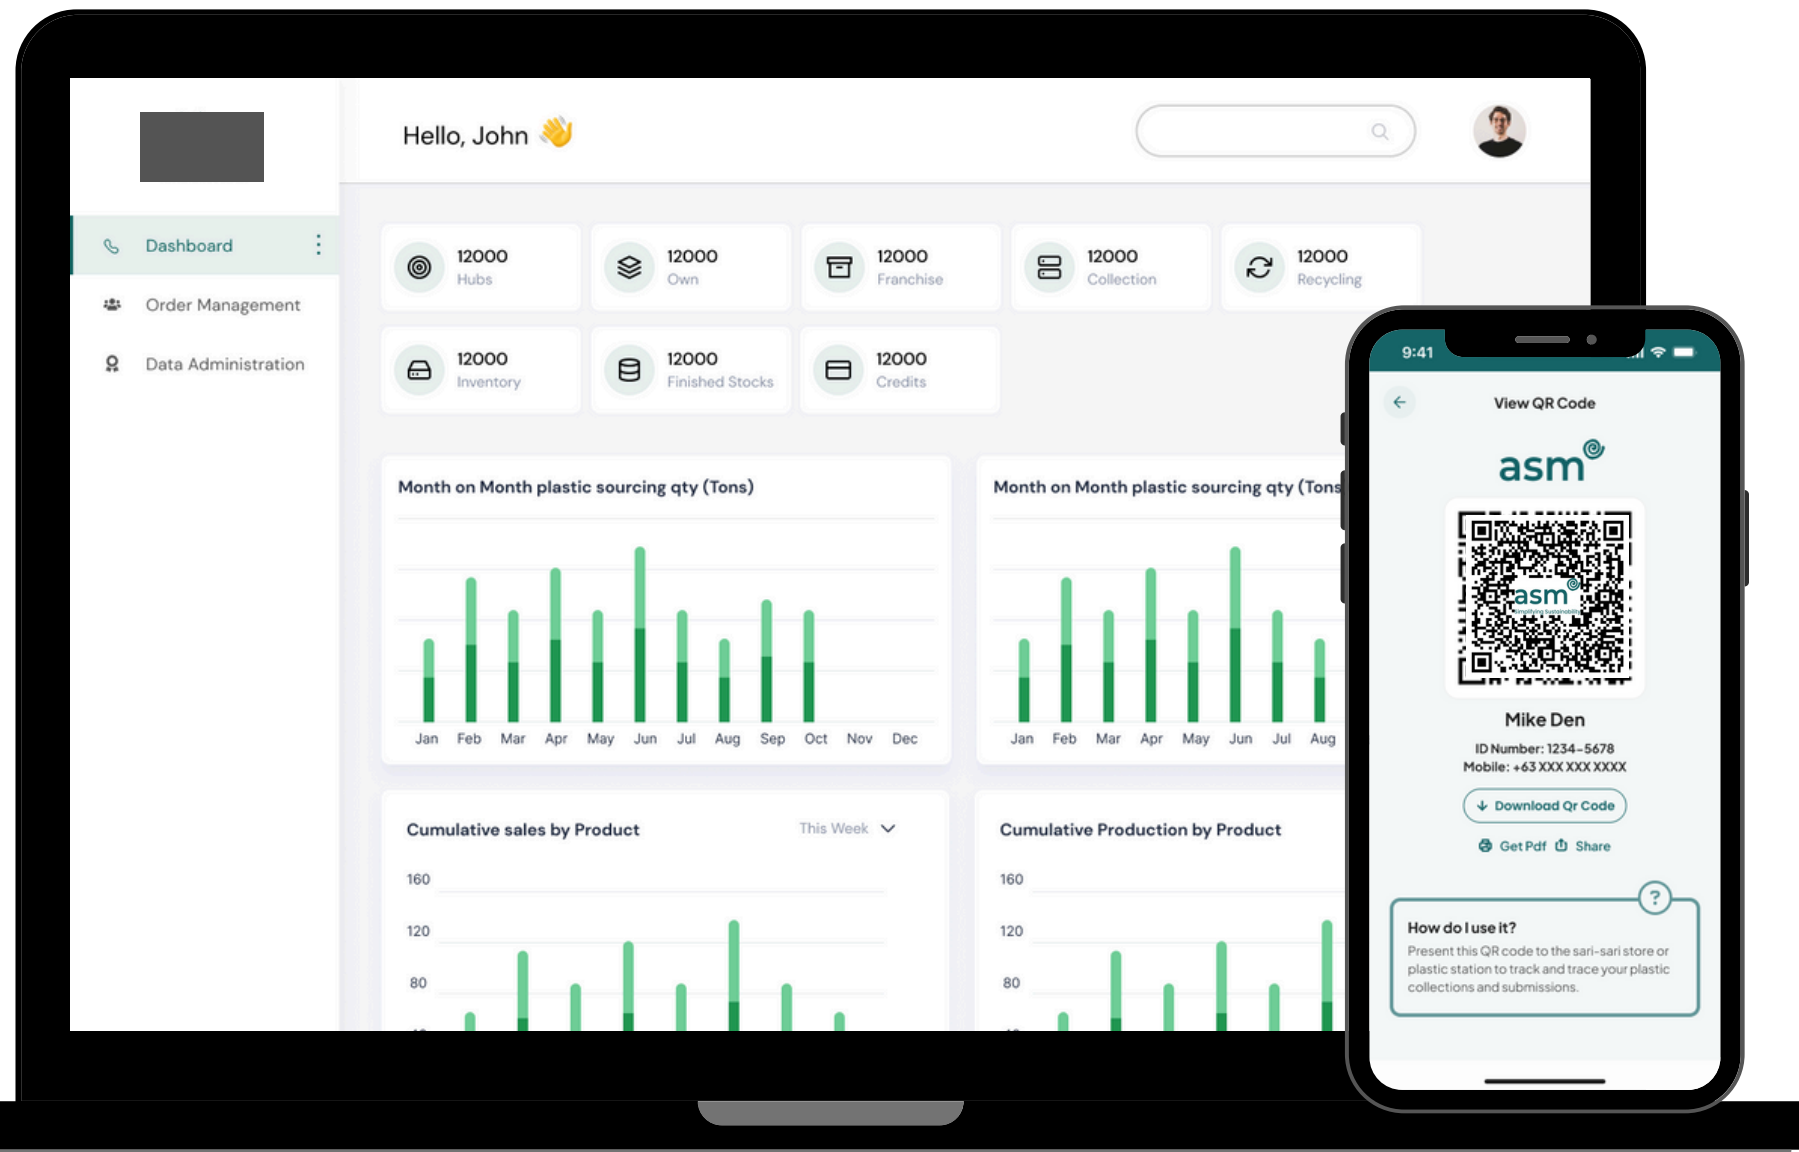 Hello, John
Dashboard
Order Management
Data Administration
12000
Hubs
12000
Own
12000
Franchise
12000
Collection
12000
Recycling
12000
Inventory
12000
Finished Stocks
12000
Credits
Month on Month plastic sourcing qty (Tons)
Jan Feb Mar Apr May Jun Jul Aug Sep Oct Nov Dec
Month on Month plastic sourcing qty (Tons
Jan Feb Mar Apr May Jun Jul Aug
Cumulative sales by Product
This Week
160
120
80
Cumulative Production by Product
160
120
80
9:41
View QR Code
asm
asm
Simplifying Sustainability
Mike Den
ID Number: 1234-5678
Mobile: +63 XXX XXX XXXX
Download Qr Code
Get Pdf Share
?
How do I use it?
Present this QR code to the sari-sari store or
plastic station to track and trace your plastic
collections and submissions.